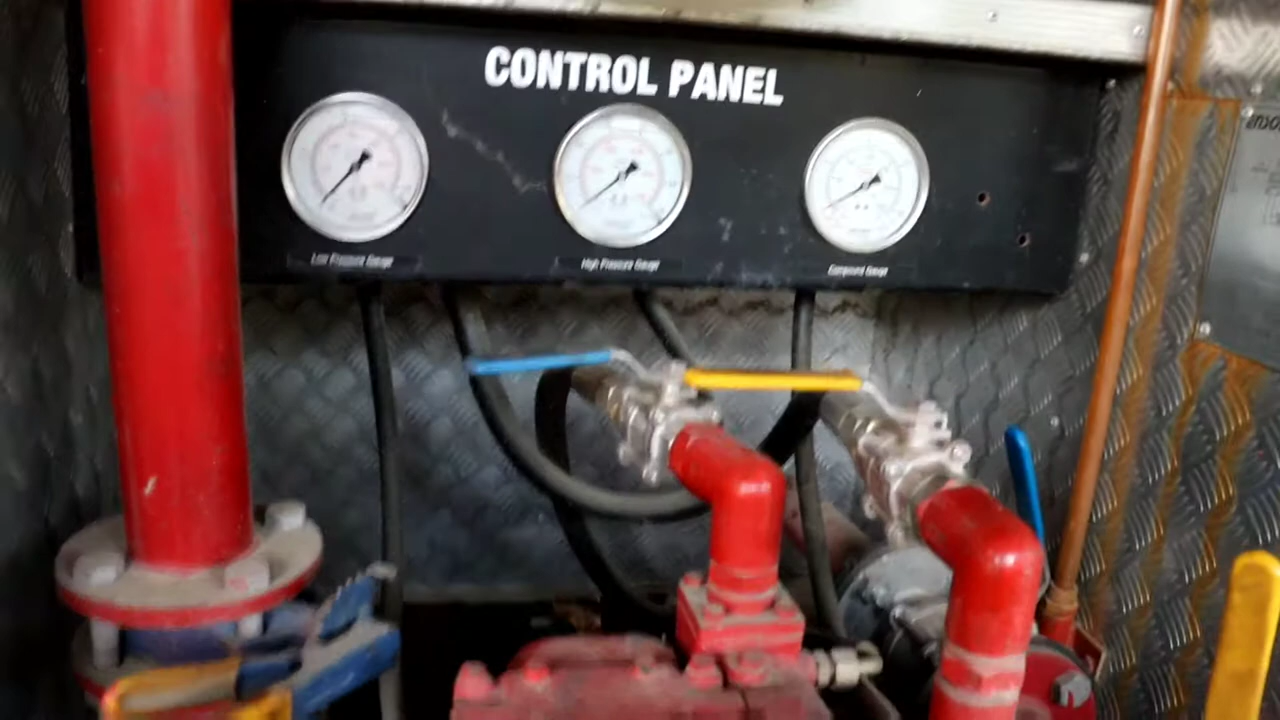 CONTROL PANEL
Low Pressure Gauge
High Pressure Gauge
Compound Gauge